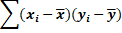 ∑(xᵢ − x̅)(yᵢ − y̅)